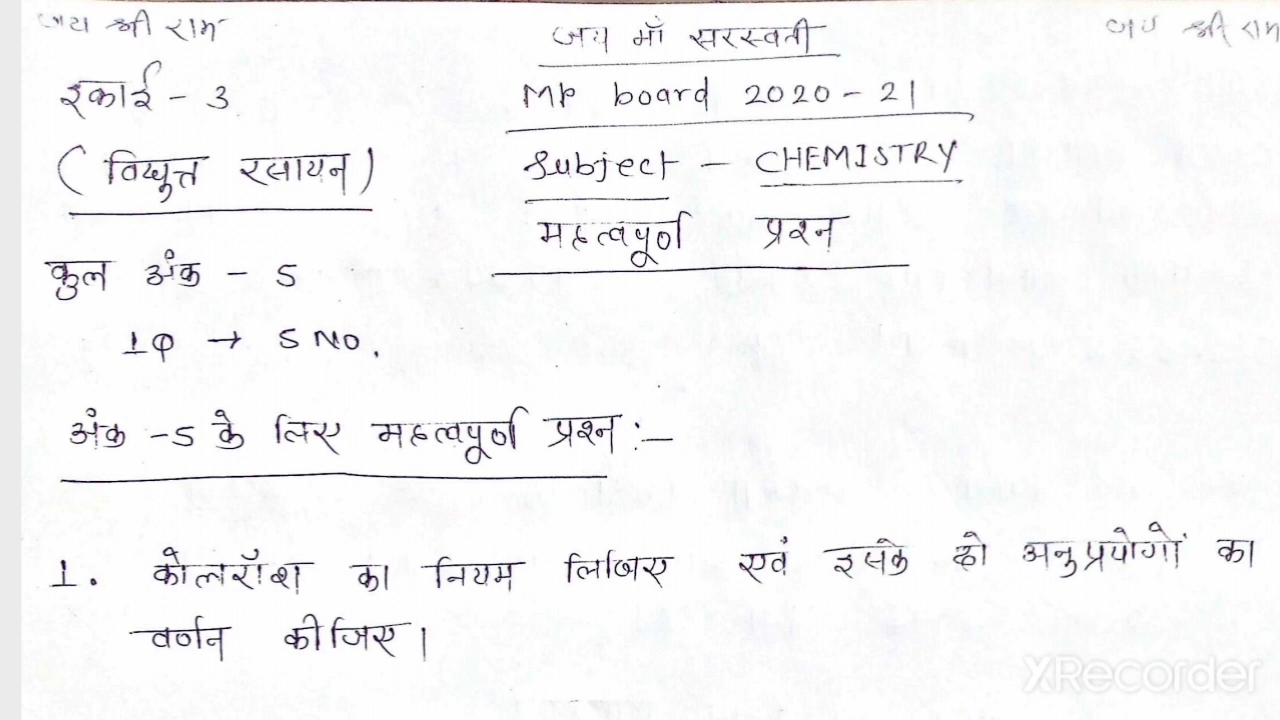 जय श्री राम
जय माँ सरस्वती
जय श्री राम
इकाई - 3
MP board 2020-21
(विघुत्त रसायन)
Subject - CHEMISTRY
महत्वपूर्ण प्रश्न
कुल अंक - 5
1Q → 5 NO.
अंक -5 के लिए महत्वपूर्ण प्रश्न :-
1. कोलरॉश का नियम लिखिए एवं इसके दो अनुप्रयोगों का
वर्णन कीजिए।
XRecorder